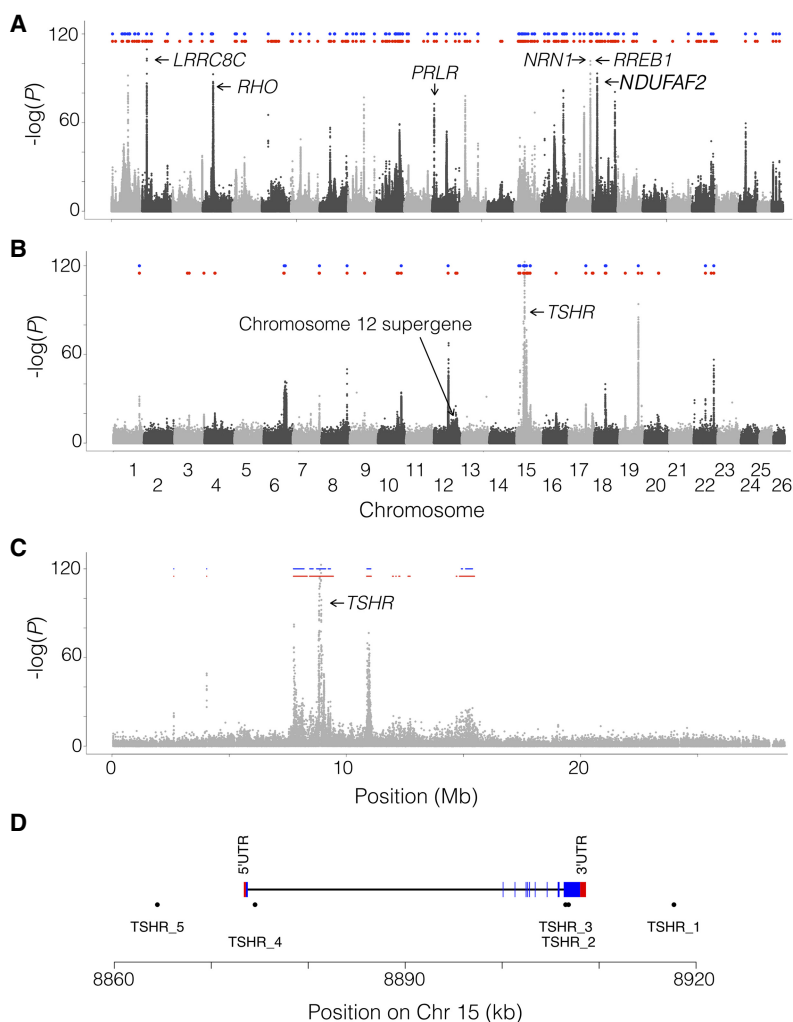 A
120
60
0
-log(P)
LRRC8C
RHO
PRLR
NRN1
RREB1
NDUFAF2
B
120
60
0
-log(P)
Chromosome 12 supergene
TSHR
1 3 5 7 9 11 13 15 17 19 21 23 25
2 4 6 8 10 12 14 16 18 20 22 24 26
Chromosome
C
120
60
0
-log(P)
TSHR
0 10 20
Position (Mb)
D
5'UTR
3'UTR
TSHR_5
TSHR_4
TSHR_3
TSHR_2
TSHR_1
8860 8890 8920
Position on Chr 15 (kb)